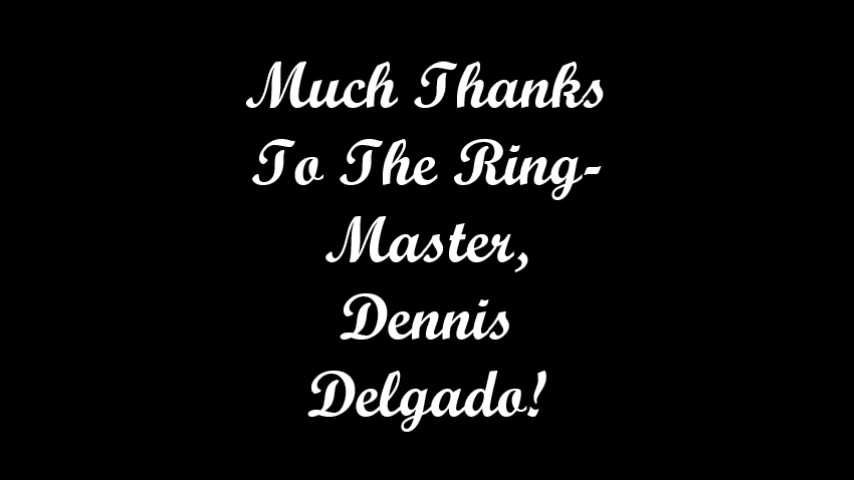 Much Thanks
To The Ring-
Master,
Dennis
Delgado!